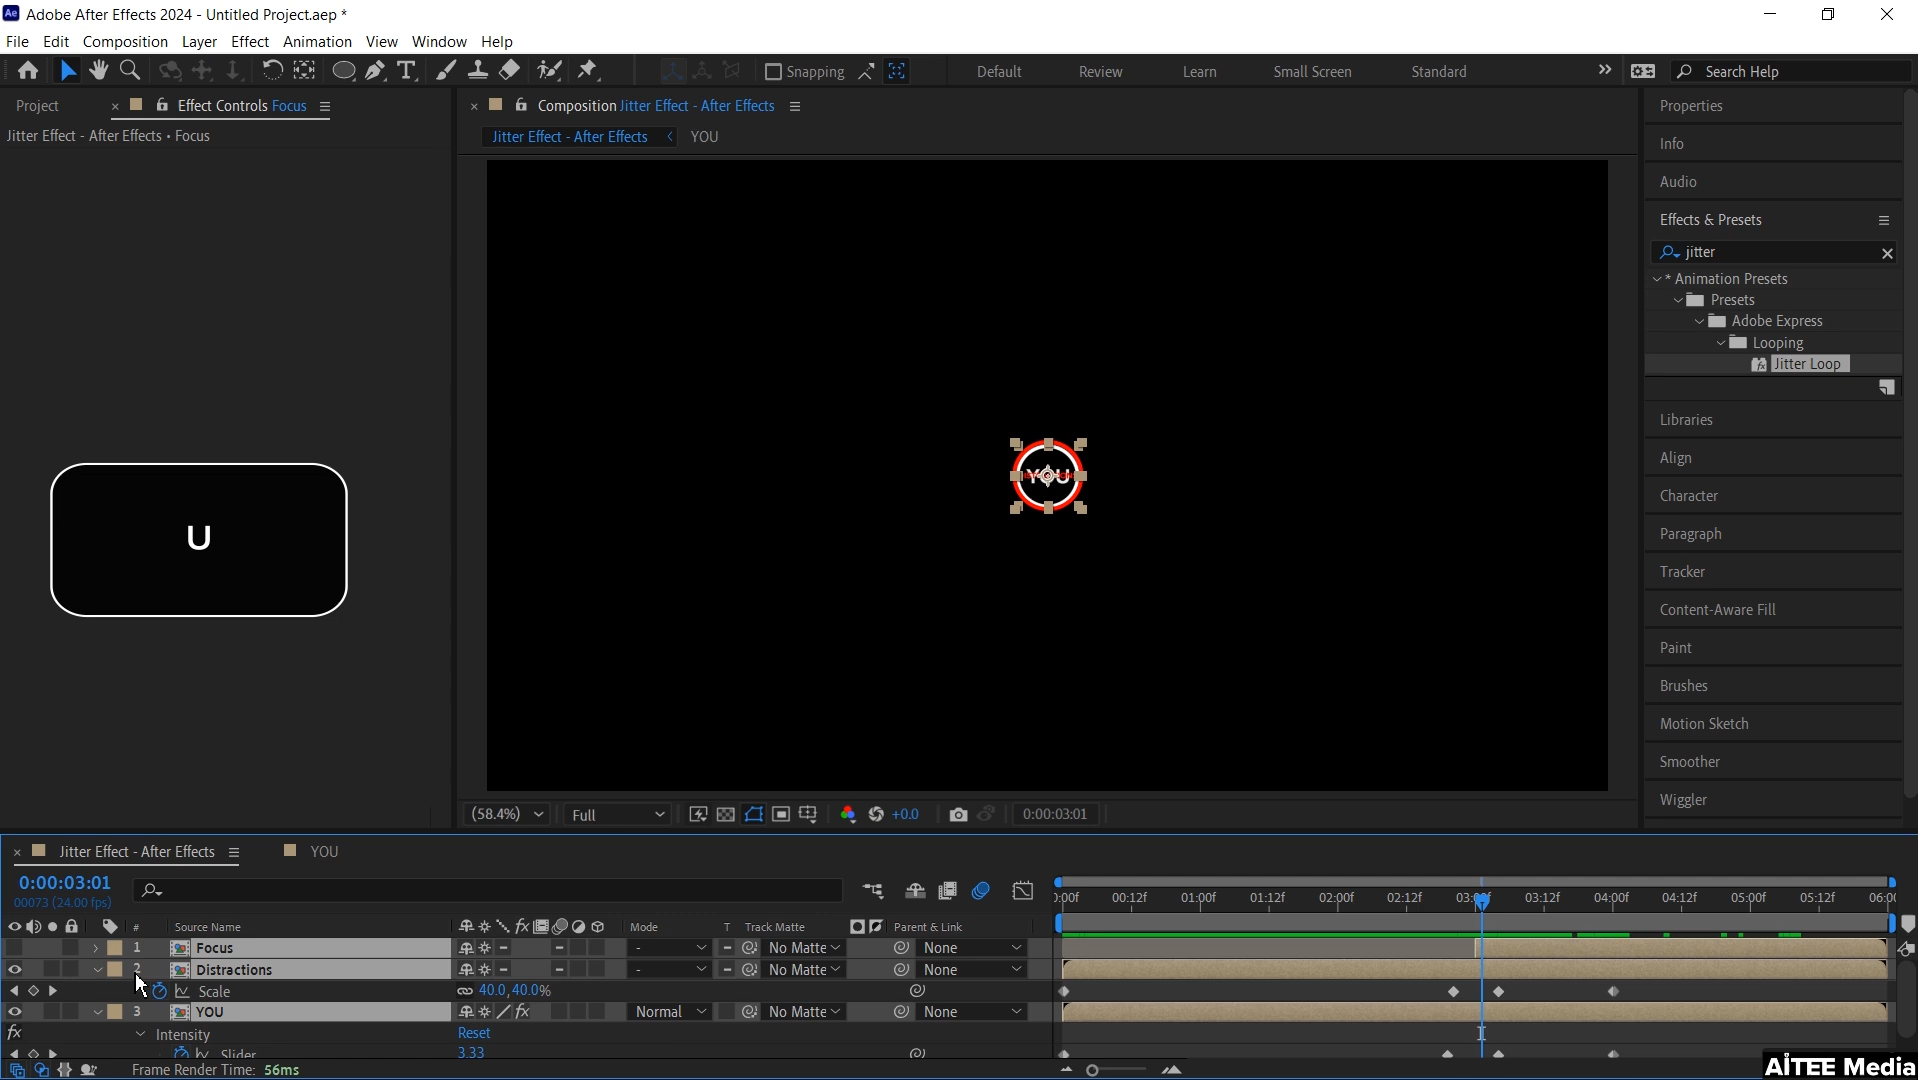 Adobe After Effects 2024 - Untitled Project.aep *
File Edit Composition Layer Effect Animation View Window Help
Snapping Default Review Learn Small Screen Standard Search Help
Project Effect Controls Focus
Composition Jitter Effect - After Effects
Jitter Effect - After Effects • Focus
Jitter Effect - After Effects YOU
Properties
Info
Audio
Effects & Presets
jitter
* Animation Presets
Presets
Adobe Express
Looping
Jitter Loop
Libraries
Align
Character
Paragraph
Tracker
Content-Aware Fill
Paint
Brushes
Motion Sketch
Smoother
Wiggler
U
YOU
(58.4%) Full +0.0 0:00:03:01
Jitter Effect - After Effects YOU
0:00:03:01
00073 (24.00 fps)
:00f 00:12f 01:00f 01:12f 02:00f 02:12f 03:00f 03:12f 04:00f 04:12f 05:00f 05:12f 06:00
# Source Name Mode T Track Matte Parent & Link
1 Focus - No Matte None
2 Distractions - No Matte None
Scale 40.0, 40.0%
3 YOU Normal No Matte None
fx Intensity Reset
Slider 3.33
Frame Render Time: 56ms
AiTEE Media